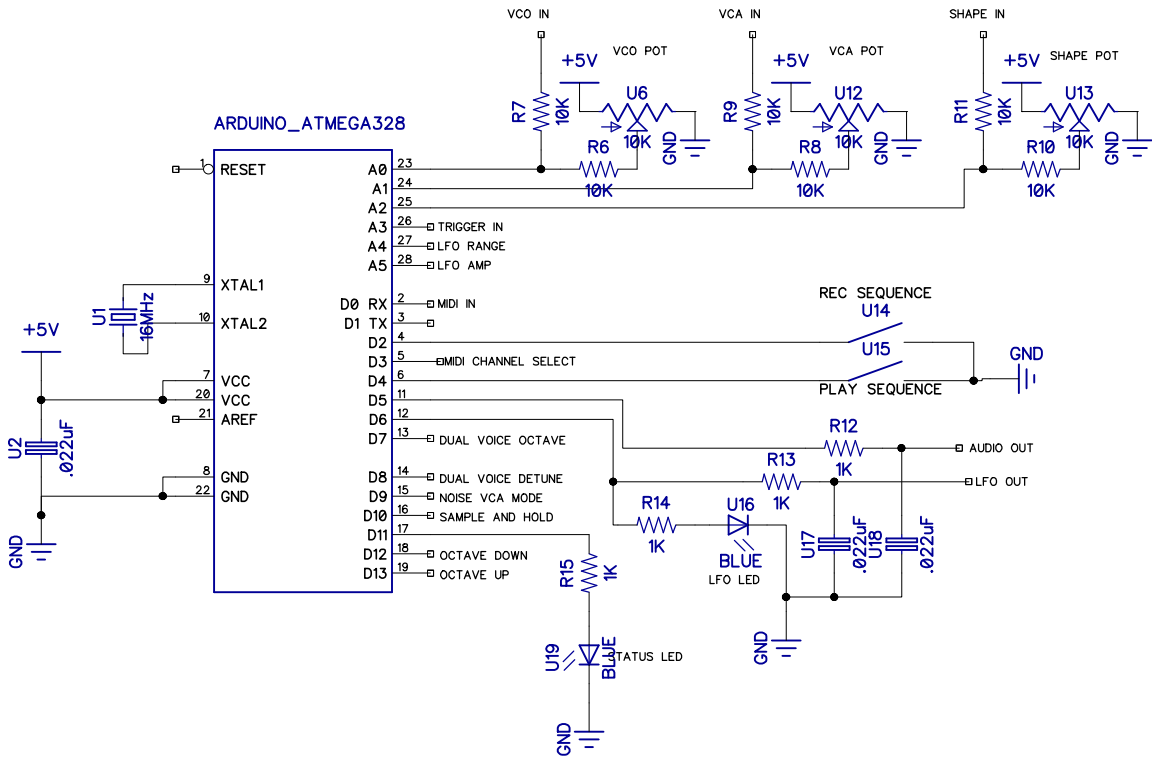 VCO IN
VCA IN
SHAPE IN
VCO POT
VCA POT
SHAPE POT
+5V
+5V
+5V
R7
10K
U6
10K
GND
R9
10K
U12
10K
GND
R11
10K
U13
10K
GND
R6
10K
R8
10K
R10
10K
ARDUINO_ATMEGA328
1 RESET
A0 23
A1 24
A2 25
A3 26 TRIGGER IN
A4 27 LFO RANGE
A5 28 LFO AMP
9 XTAL1
U1
16MHz
10 XTAL2
D0 RX 2 MIDI IN
D1 TX 3
D2 4
D3 5 MIDI CHANNEL SELECT
D4 6
REC SEQUENCE
U14
U15
PLAY SEQUENCE
GND
+5V
7 VCC
20 VCC
21 AREF
U2
.022uF
8 GND
22 GND
GND
D5 11
D6 12
D7 13 DUAL VOICE OCTAVE
D8 14 DUAL VOICE DETUNE
D9 15 NOISE VCA MODE
D10 16 SAMPLE AND HOLD
D11 17
D12 18 OCTAVE DOWN
D13 19 OCTAVE UP
R12
1K
AUDIO OUT
R13
1K
LFO OUT
R14
1K
U16
BLUE
LFO LED
U17
.022uF
U18
.022uF
GND
R15
1K
U19
BLUE
STATUS LED
GND